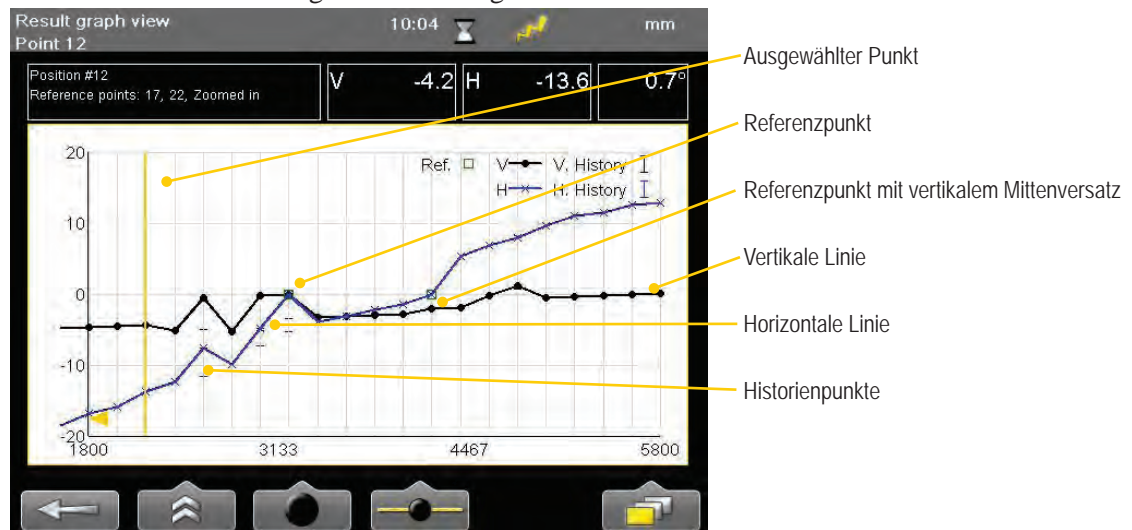 Result graph view
Point 12
10:04
mm
Position #12
Reference points: 17, 22, Zoomed in
V -4.2
H -13.6
0.7°
Ref. V V. History
H H. History
20
10
0
-10
-20
1800 3133 4467 5800
Ausgewählter Punkt
Referenzpunkt
Referenzpunkt mit vertikalem Mittenversatz
Vertikale Linie
Horizontale Linie
Historienpunkte